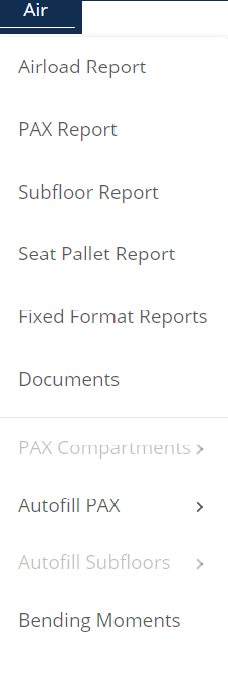 Air
Airload Report
PAX Report
Subfloor Report
Seat Pallet Report
Fixed Format Reports
Documents
PAX Compartments
Autofill PAX
Autofill Subfloors
Bending Moments